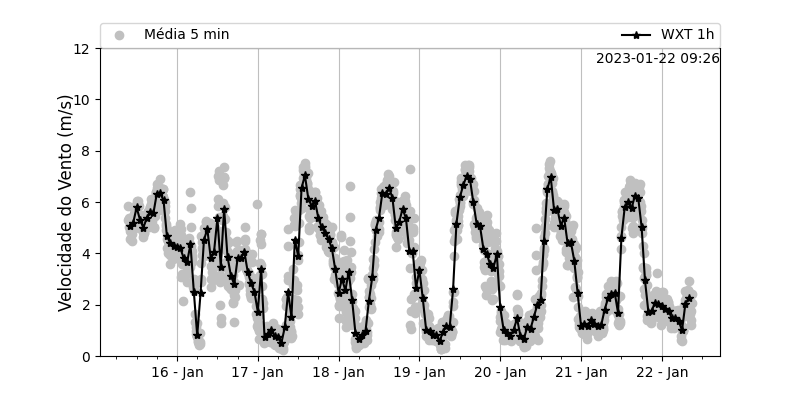 Média 5 min
WXT 1h
2023-01-22 09:26
Velocidade do Vento (m/s)
12
10
8
6
4
2
0
16 - Jan
17 - Jan
18 - Jan
19 - Jan
20 - Jan
21 - Jan
22 - Jan